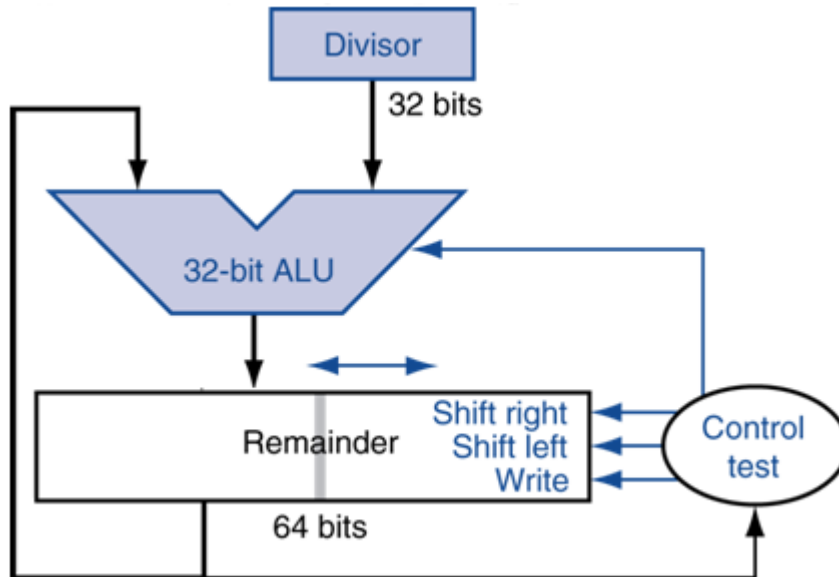 Divisor
32 bits
32-bit ALU
Remainder
Shift right
Shift left
Write
Control
test
64 bits